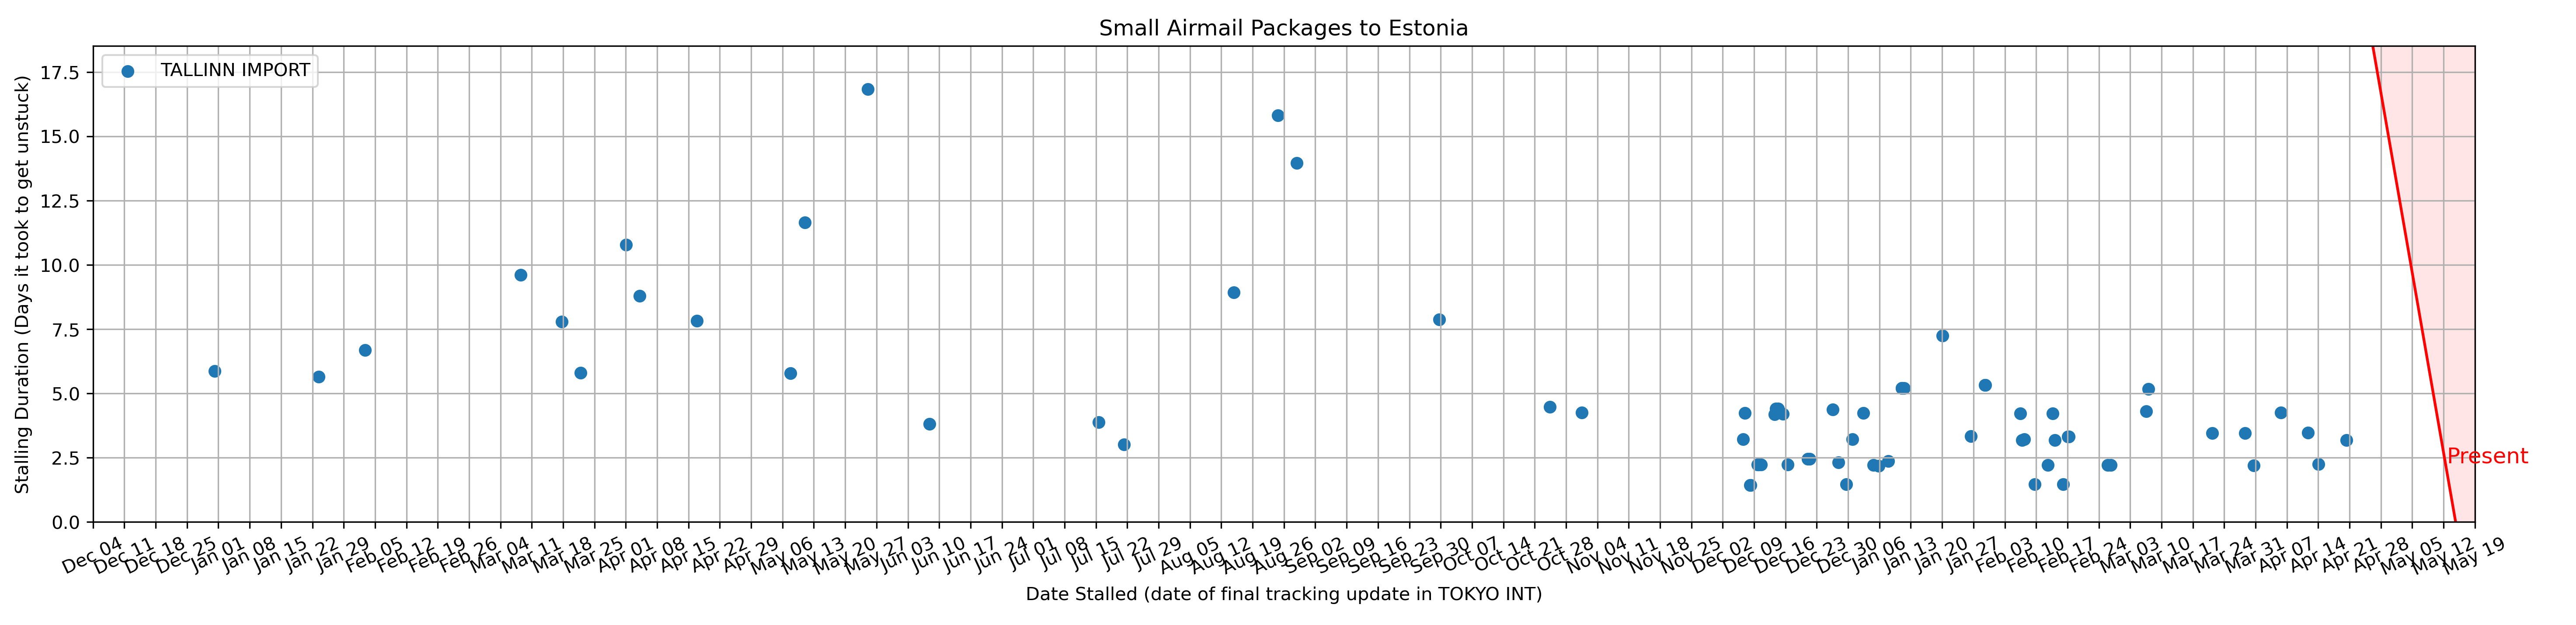 Small Airmail Packages to Estonia
TALLINN IMPORT
Stalling Duration (Days it took to get unstuck)
17.5
15.0
12.5
10.0
7.5
5.0
2.5
0.0
Present
Dec 04 Dec 11 Dec 18 Dec 25 Jan 01 Jan 08 Jan 15 Jan 22 Jan 29 Feb 05 Feb 12 Feb 19 Feb 26 Mar 04 Mar 11 Mar 18 Mar 25 Apr 01 Apr 08 Apr 15 Apr 22 Apr 29 May 06 May 13 May 20 May 27 Jun 03 Jun 10 Jun 17 Jun 24 Jul 01 Jul 08 Jul 15 Jul 22 Jul 29 Aug 05 Aug 12 Aug 19 Aug 26 Sep 02 Sep 09 Sep 16 Sep 23 Sep 30 Oct 07 Oct 14 Oct 21 Oct 28 Nov 04 Nov 11 Nov 18 Nov 25 Dec 02 Dec 09 Dec 16 Dec 23 Dec 30 Jan 06 Jan 13 Jan 20 Jan 27 Feb 03 Feb 10 Feb 17 Feb 24 Mar 03 Mar 10 Mar 17 Mar 24 Mar 31 Apr 07 Apr 14 Apr 21 Apr 28 May 05 May 12 May 19
Date Stalled (date of final tracking update in TOKYO INT)